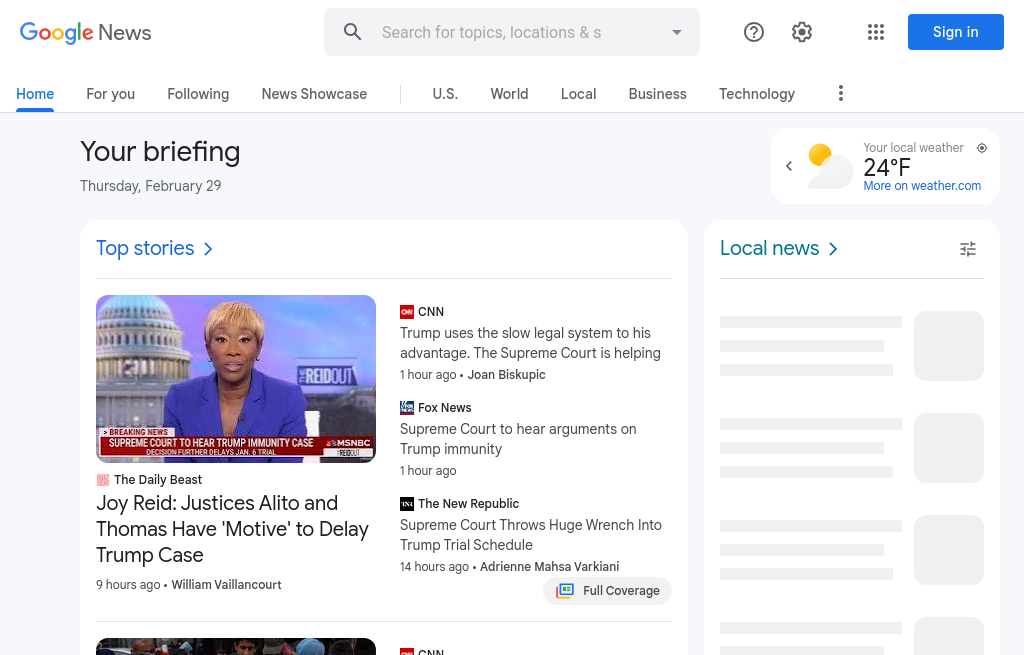 Google News
Search for topics, locations & s
Sign in
Home
For you
Following
News Showcase
U.S.
World
Local
Business
Technology
Your briefing
Thursday, February 29
Your local weather
24°F
More on weather.com
Top stories
THE REIDOUT
> BREAKING NEWS
SUPREME COURT TO HEAR TRUMP IMMUNITY CASE
MSNBC
DECISION FURTHER DELAYS JAN. 6 TRIAL
REIDOUT
The Daily Beast
Joy Reid: Justices Alito and
Thomas Have 'Motive' to Delay
Trump Case
9 hours ago • William Vaillancourt
CNN
CNN
Trump uses the slow legal system to his
advantage. The Supreme Court is helping
1 hour ago • Joan Biskupic
Fox News
Supreme Court to hear arguments on
Trump immunity
1 hour ago
The New Republic
Supreme Court Throws Huge Wrench Into
Trump Trial Schedule
14 hours ago • Adrienne Mahsa Varkiani
Full Coverage
CNN
Local news